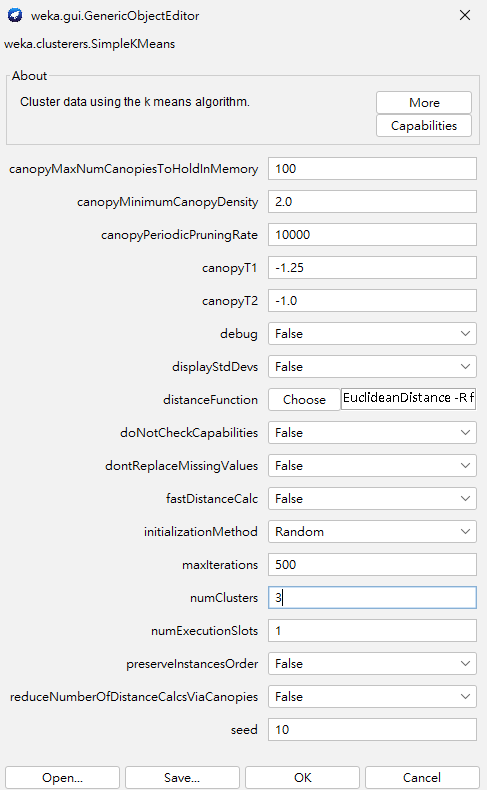 weka.gui.GenericObjectEditor
weka.clusterers.SimpleKMeans
About
Cluster data using the k means algorithm.
More
Capabilities
canopyMaxNumCanopiesToHoldInMemory 100
canopyMinimumCanopyDensity 2.0
canopyPeriodicPruningRate 10000
canopyT1 -1.25
canopyT2 -1.0
debug False
displayStdDevs False
distanceFunction Choose EuclideanDistance -R f
doNotCheckCapabilities False
dontReplaceMissingValues False
fastDistanceCalc False
initializationMethod Random
maxIterations 500
numClusters 3
numExecutionSlots 1
preserveInstancesOrder False
reduceNumberOfDistanceCalcsViaCanopies False
seed 10
Open... Save... OK Cancel